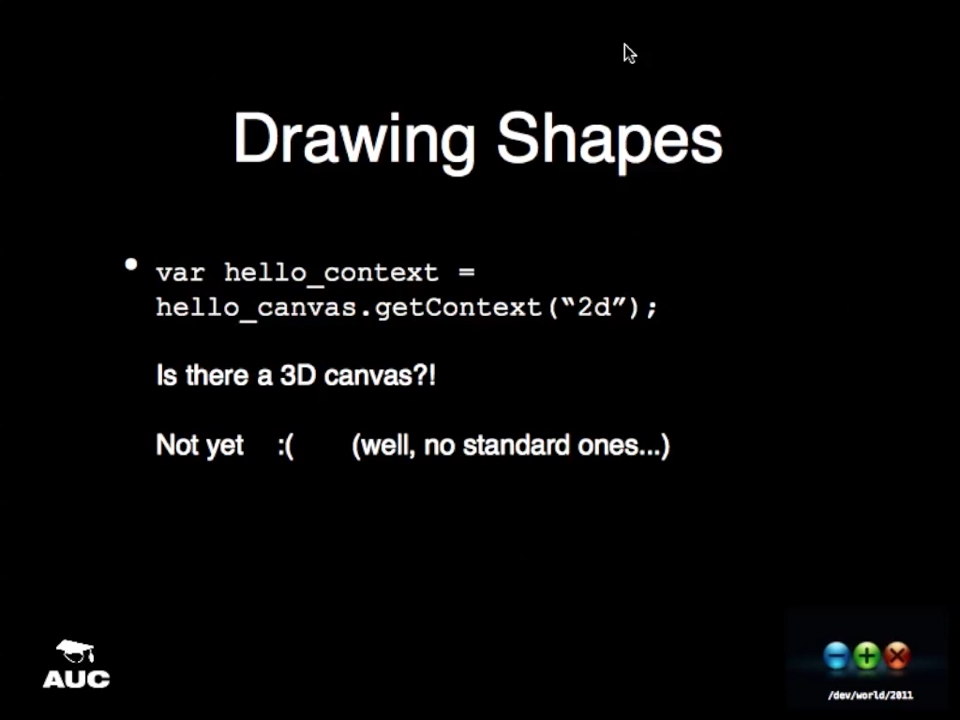 Drawing Shapes
• var hello_context =
hello_canvas.getContext(“2d”);
Is there a 3D canvas?!
Not yet :( (well, no standard ones...)
AUC
/dev/world/2011